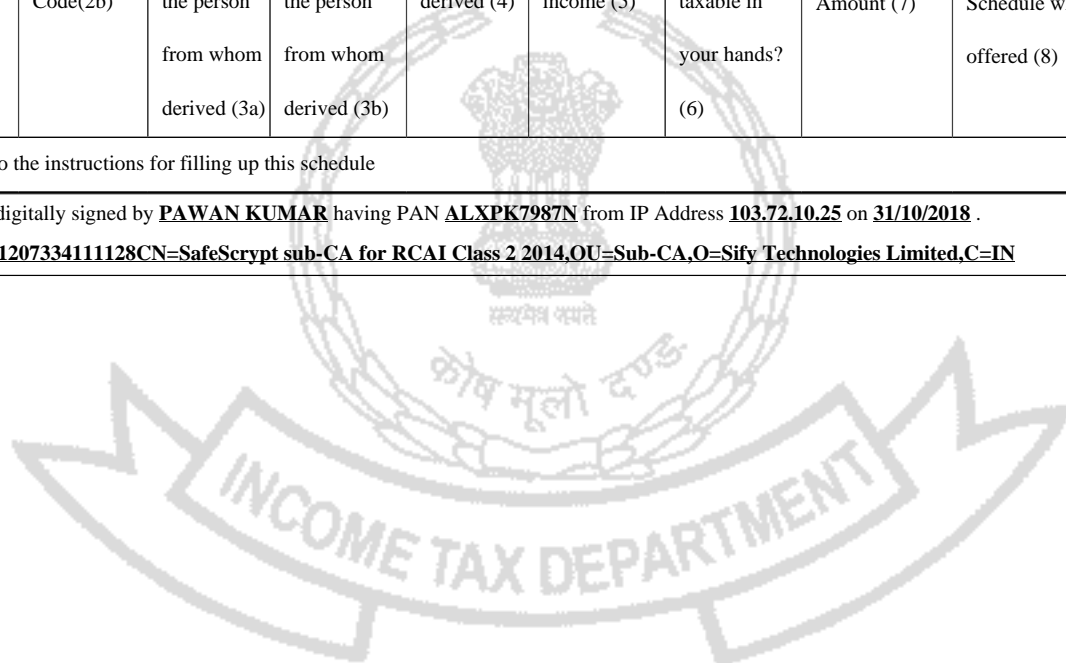 Code(2b) the person the person derived (4) income (5) taxable in Amount (7) Schedule w
from whom from whom your hands? offered (8)
derived (3a) derived (3b) (6)
o the instructions for filling up this schedule
digitally signed by PAWAN KUMAR having PAN ALXPK7987N from IP Address 103.72.10.25 on 31/10/2018 .
1207334111128CN=SafeScrypt sub-CA for RCAI Class 2 2014,OU=Sub-CA,O=Sify Technologies Limited,C=IN
सत्यमेव जयते
कोष मूलो दण्ड
INCOME TAX DEPARTMENT